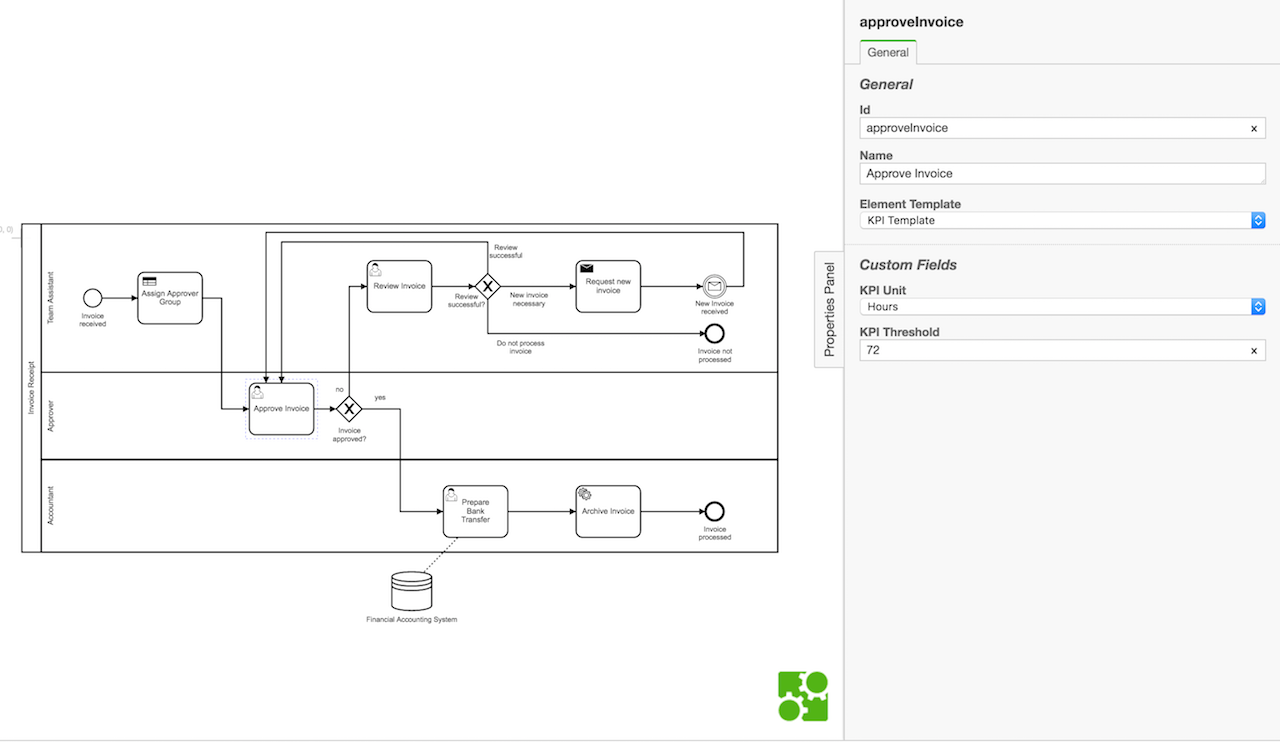 , 0)
Invoice Receipt
Team Assistant
Approver
Accountant
Invoice
received
Assign Approver
Group
Review Invoice
Review
successful
Review
successful?
New invoice
necessary
Request new
invoice
New Invoice
received
Do not process
invoice
Invoice not
processed
Approve Invoice
no
yes
Invoice
approved?
Prepare
Bank
Transfer
Archive Invoice
Invoice
processed
Financial Accounting System
Properties Panel
approveInvoice
General
General
Id
approveInvoice
x
Name
Approve Invoice
Element Template
KPI Template
Custom Fields
KPI Unit
Hours
KPI Threshold
72
x